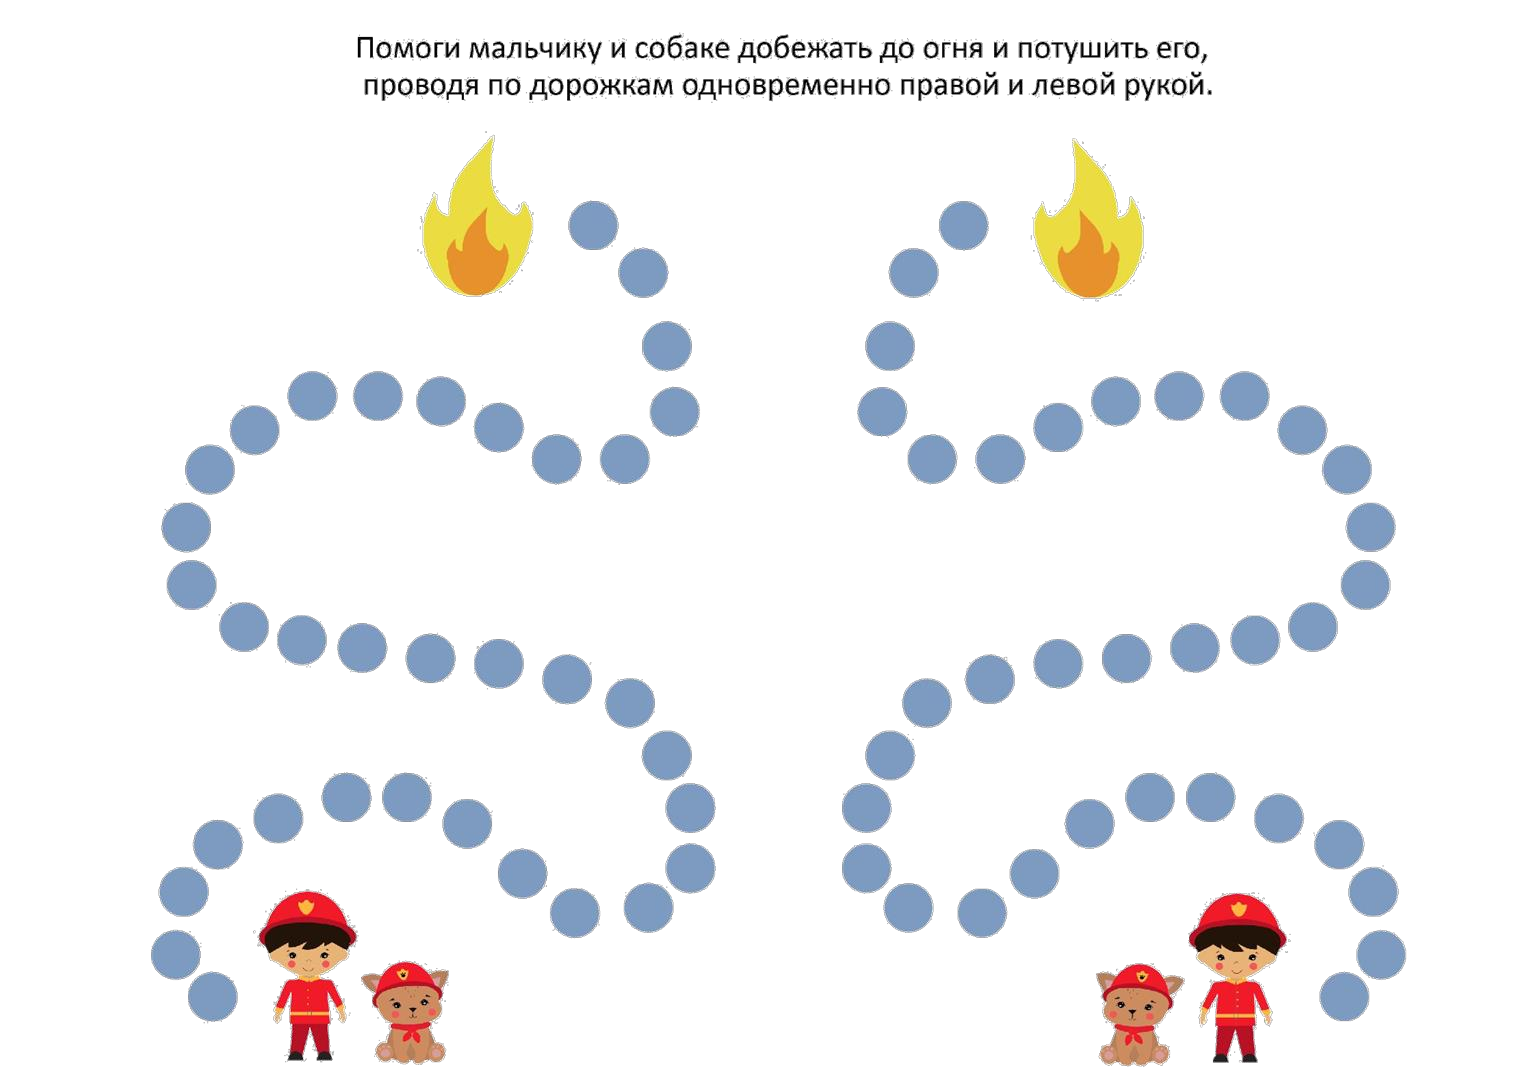 Помоги мальчику и собаке добежать до огня и потушить его,
проводя по дорожкам одновременно правой и левой рукой.